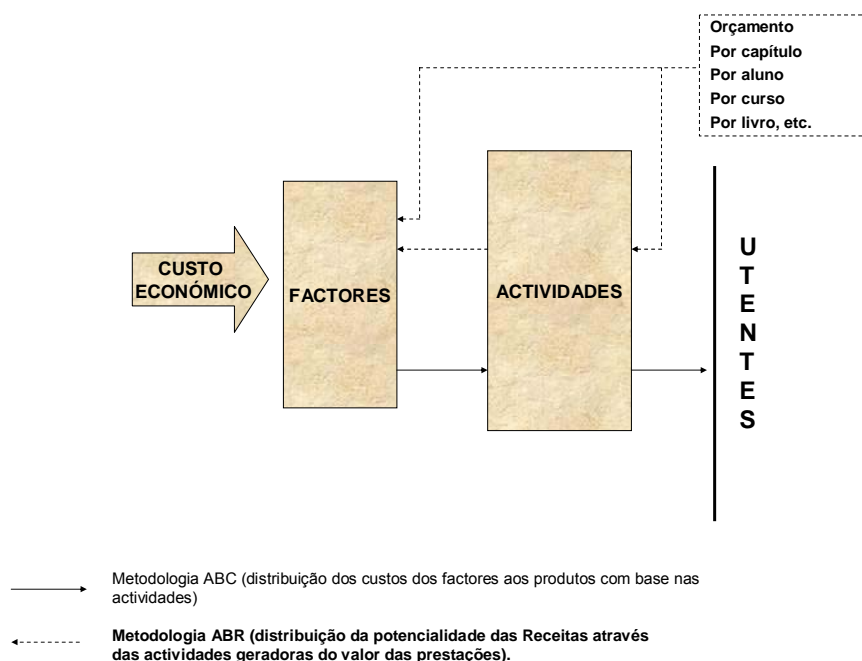 Orçamento
Por capítulo
Por aluno
Por curso
Por livro, etc.
CUSTO
ECONÓMICO
FACTORES
ACTIVIDADES
U
T
E
N
T
E
S
Metodologia ABC (distribuição dos custos dos factores aos produtos com base nas
actividades)
Metodologia ABR (distribuição da potencialidade das Receitas através
das actividades geradoras do valor das prestações).